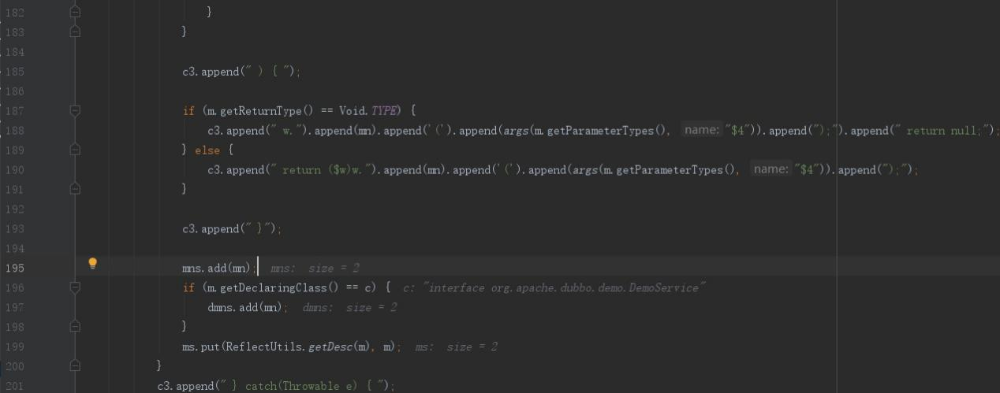 182 }
183 }
184
185 c3.append(" ) { ");
186
187 if (m.getReturnType() == Void.TYPE) {
188 c3.append(" w.").append(mn).append('(').append(args(m.getParameterTypes(), name: "$4")).append(");").append(" return null;");
189 } else {
190 c3.append(" return ($w)w.").append(mn).append('(').append(args(m.getParameterTypes(), name: "$4")).append(");");
191 }
192
193 c3.append(" }");
194
195 mns.add(mn); mns: size = 2
196 if (m.getDeclaringClass() == c) { c: "interface org.apache.dubbo.demo.DemoService"
197 dmns.add(mn); dmns: size = 2
198 }
199 ms.put(ReflectUtils.getDesc(m), m); ms: size = 2
200 }
201 c3.append(" } catch(Throwable e) { ");